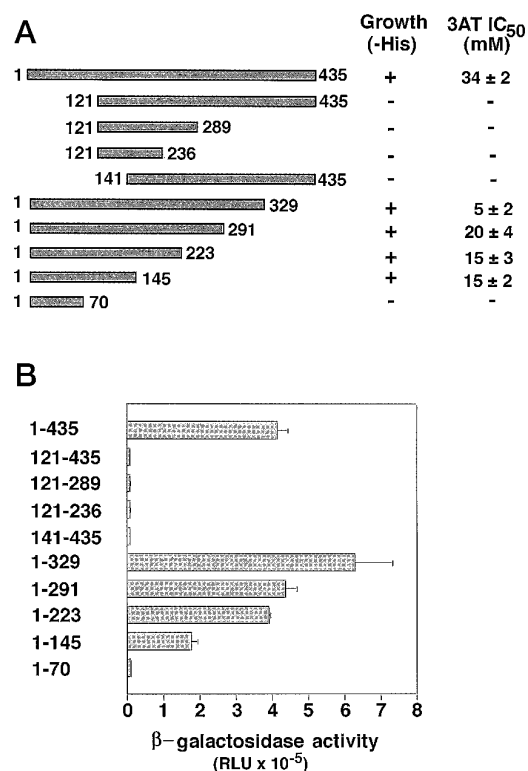 A
Growth 3AT IC50
(-His) (mM)
1 435 + 34 ± 2
121 435 - -
121 289 - -
121 236 - -
141 435 - -
1 329 + 5 ± 2
1 291 + 20 ± 4
1 223 + 15 ± 3
1 145 + 15 ± 2
1 70 - -
B
1-435
121-435
121-289
121-236
141-435
1-329
1-291
1-223
1-145
1-70
0 1 2 3 4 5 6 7 8
β-galactosidase activity
(RLU x 10-5)